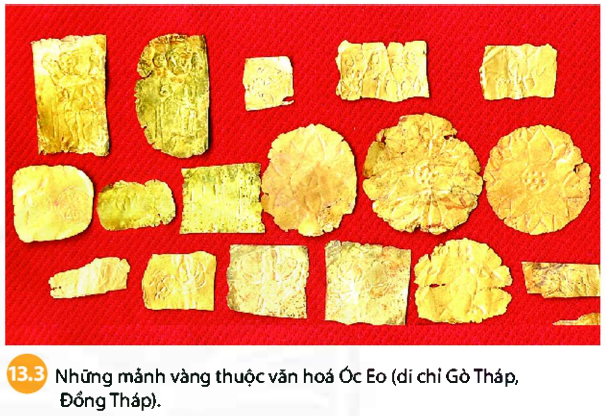 13.3 Những mảnh vàng thuộc văn hoá Óc Eo (di chỉ Gò Tháp,
Đồng Tháp).